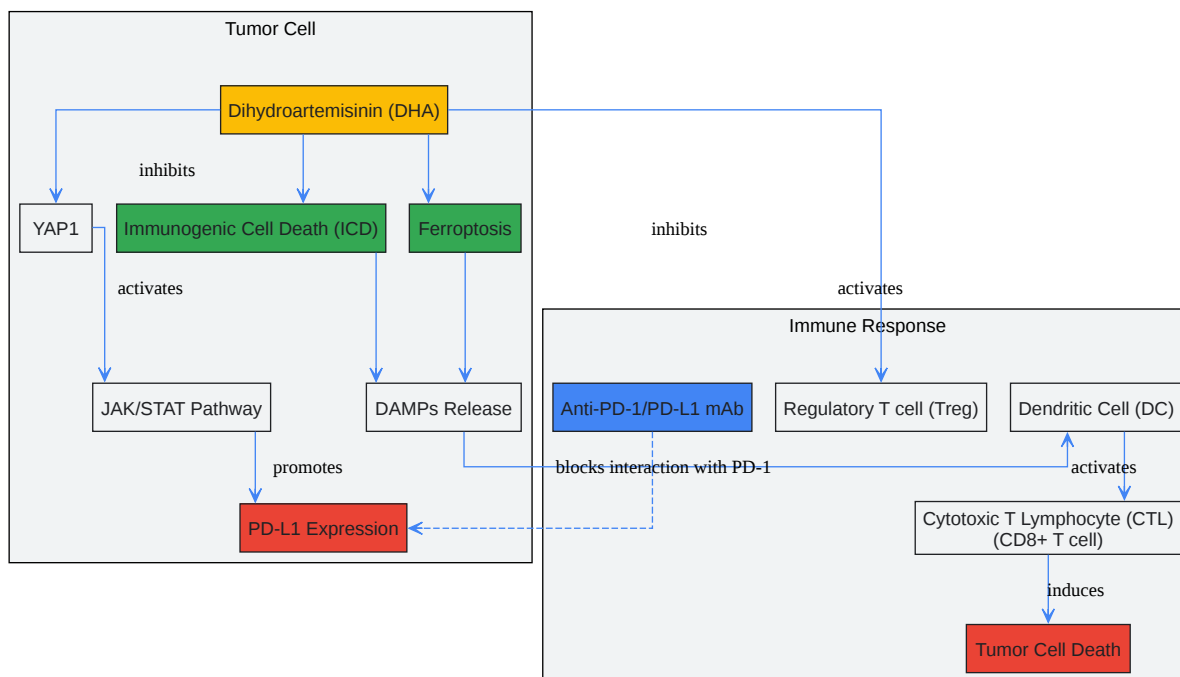 Tumor Cell
Dihydroartemisinin (DHA)
inhibits
YAP1
Immunogenic Cell Death (ICD)
Ferroptosis
inhibits
activates
activates
Immune Response
JAK/STAT Pathway
DAMPs Release
Anti-PD-1/PD-L1 mAb
Regulatory T cell (Treg)
Dendritic Cell (DC)
promotes
blocks interaction with PD-1
activates
PD-L1 Expression
Cytotoxic T Lymphocyte (CTL)
(CD8+ T cell)
induces
Tumor Cell Death